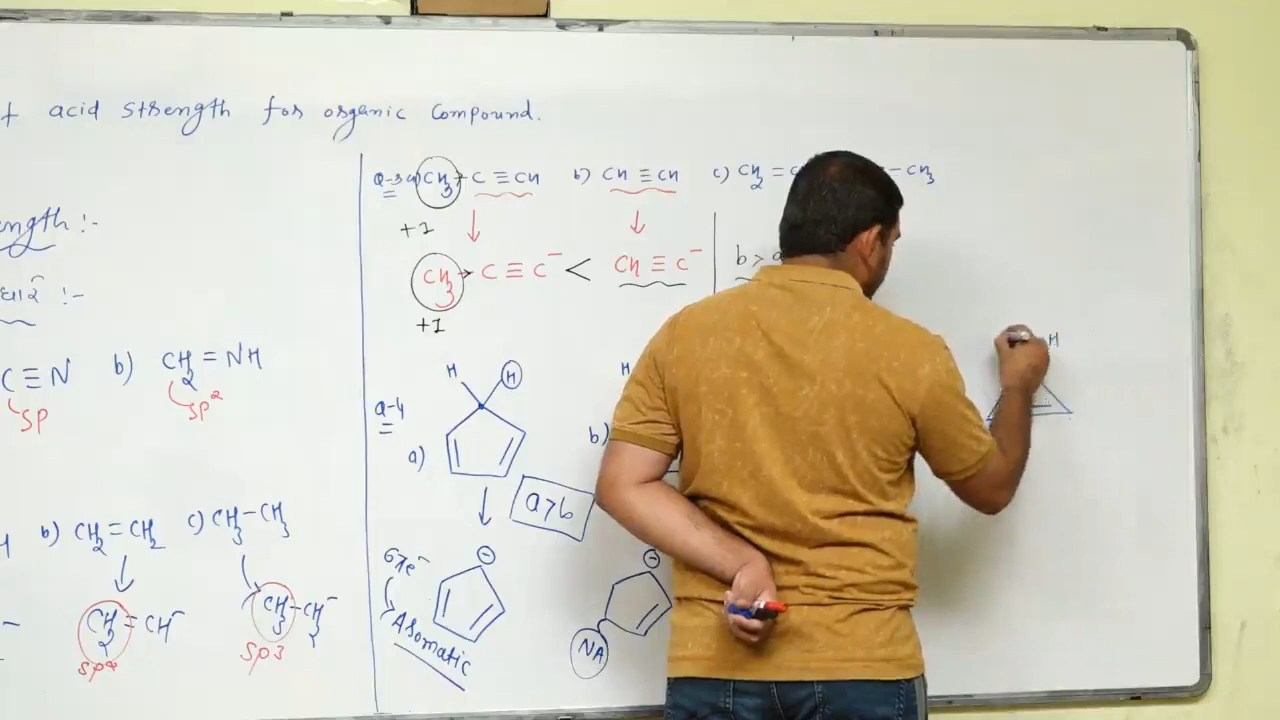 acid strength for organic compound.
ength :-
C≡N b) CH2=NH
SP SP²
b) CH2=CH2 c) CH3-CH3
CH2=CH⁻ CH3-CH3⁻
SP² SP3
Q-3 a) CH3→C≡CH b) CH≡CH c) CH2=C -CH3
+I
CH3→C≡C⁻ < CH≡C⁻ b>a
+I
H H H H
Q-4
a) b)
a>b
6πe⁻
Aromatic NA